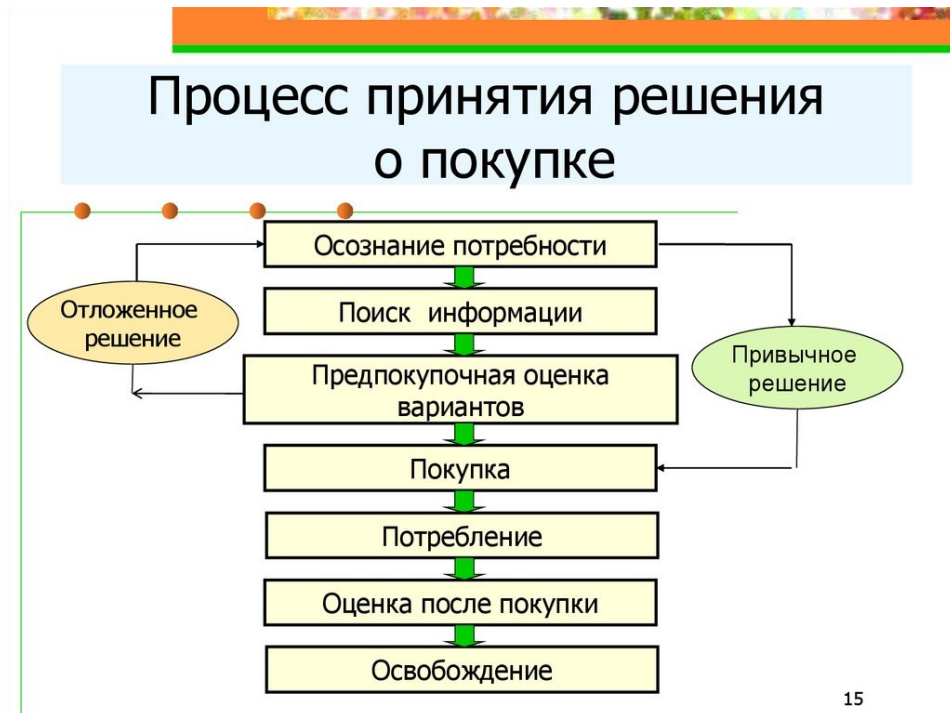 Процесс принятия решения
о покупке
Осознание потребности
Отложенное
решение
Поиск информации
Привычное
решение
Предпокупочная оценка
вариантов
Покупка
Потребление
Оценка после покупки
Освобождение
15